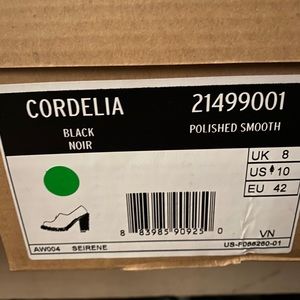 CORDELIA 21499001
BLACK POLISHED SMOOTH
NOIR
UK 8
US 10
EU 42
8 83985 90925 0
VN
AW004 SEIRENE US-FD86260-01